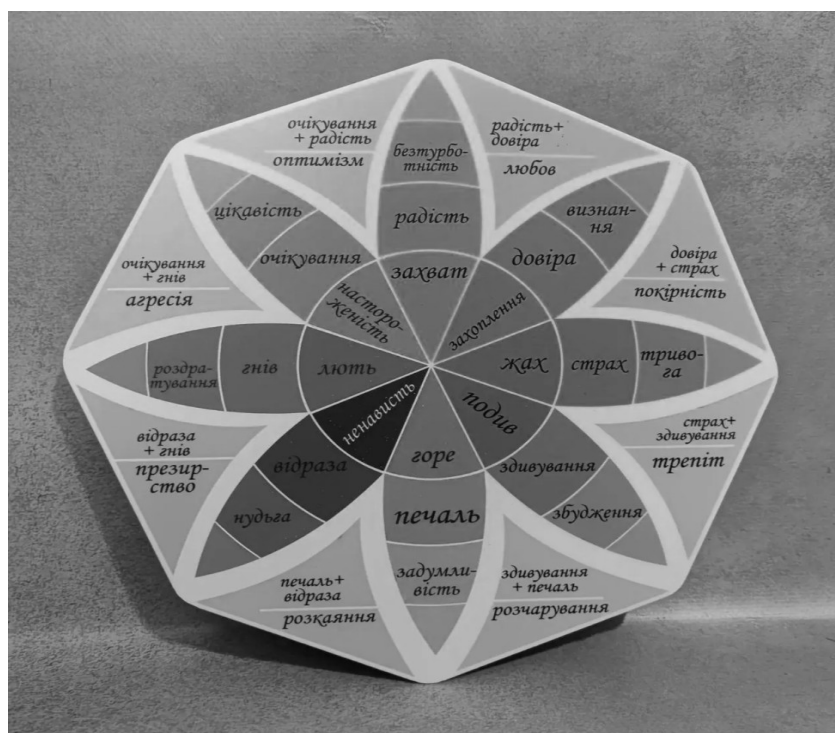 очікування
+ радість
оптимізм
радість+
довіра
любов
безтурбо-
тність
радість
захват
цікавість
очікування
насторо-
женість
визнан-
ня
довіра
захоплення
очікування
+ гнів
агресія
довіра
+ страх
покірність
роздра-
тування
гнів
лють
жах
страх
триво-
га
ненависть
відраза
нудьга
подив
здивування
збудження
горе
печаль
задумли-
вість
відраза
+ гнів
презир-
ство
страх+
здивування
трепіт
печаль+
відраза
розкаяння
здивування
+ печаль
розчарування